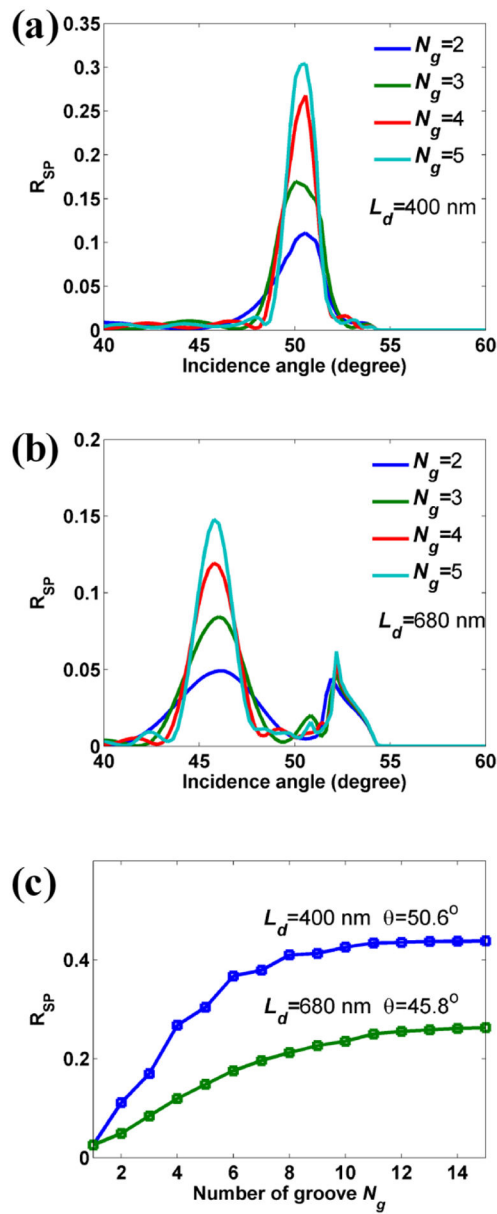 (a)
0.35
0.3
0.25
0.2
0.15
0.1
0.05
0
R_SP
N_g=2
N_g=3
N_g=4
N_g=5
L_d=400 nm
40 45 50 55 60
Incidence angle (degree)
(b)
0.2
0.15
0.1
0.05
0
R_SP
N_g=2
N_g=3
N_g=4
N_g=5
L_d=680 nm
40 45 50 55 60
Incidence angle (degree)
(c)
0.4
0.2
0
R_SP
L_d=400 nm θ=50.6°
L_d=680 nm θ=45.8°
2 4 6 8 10 12 14
Number of groove N_g